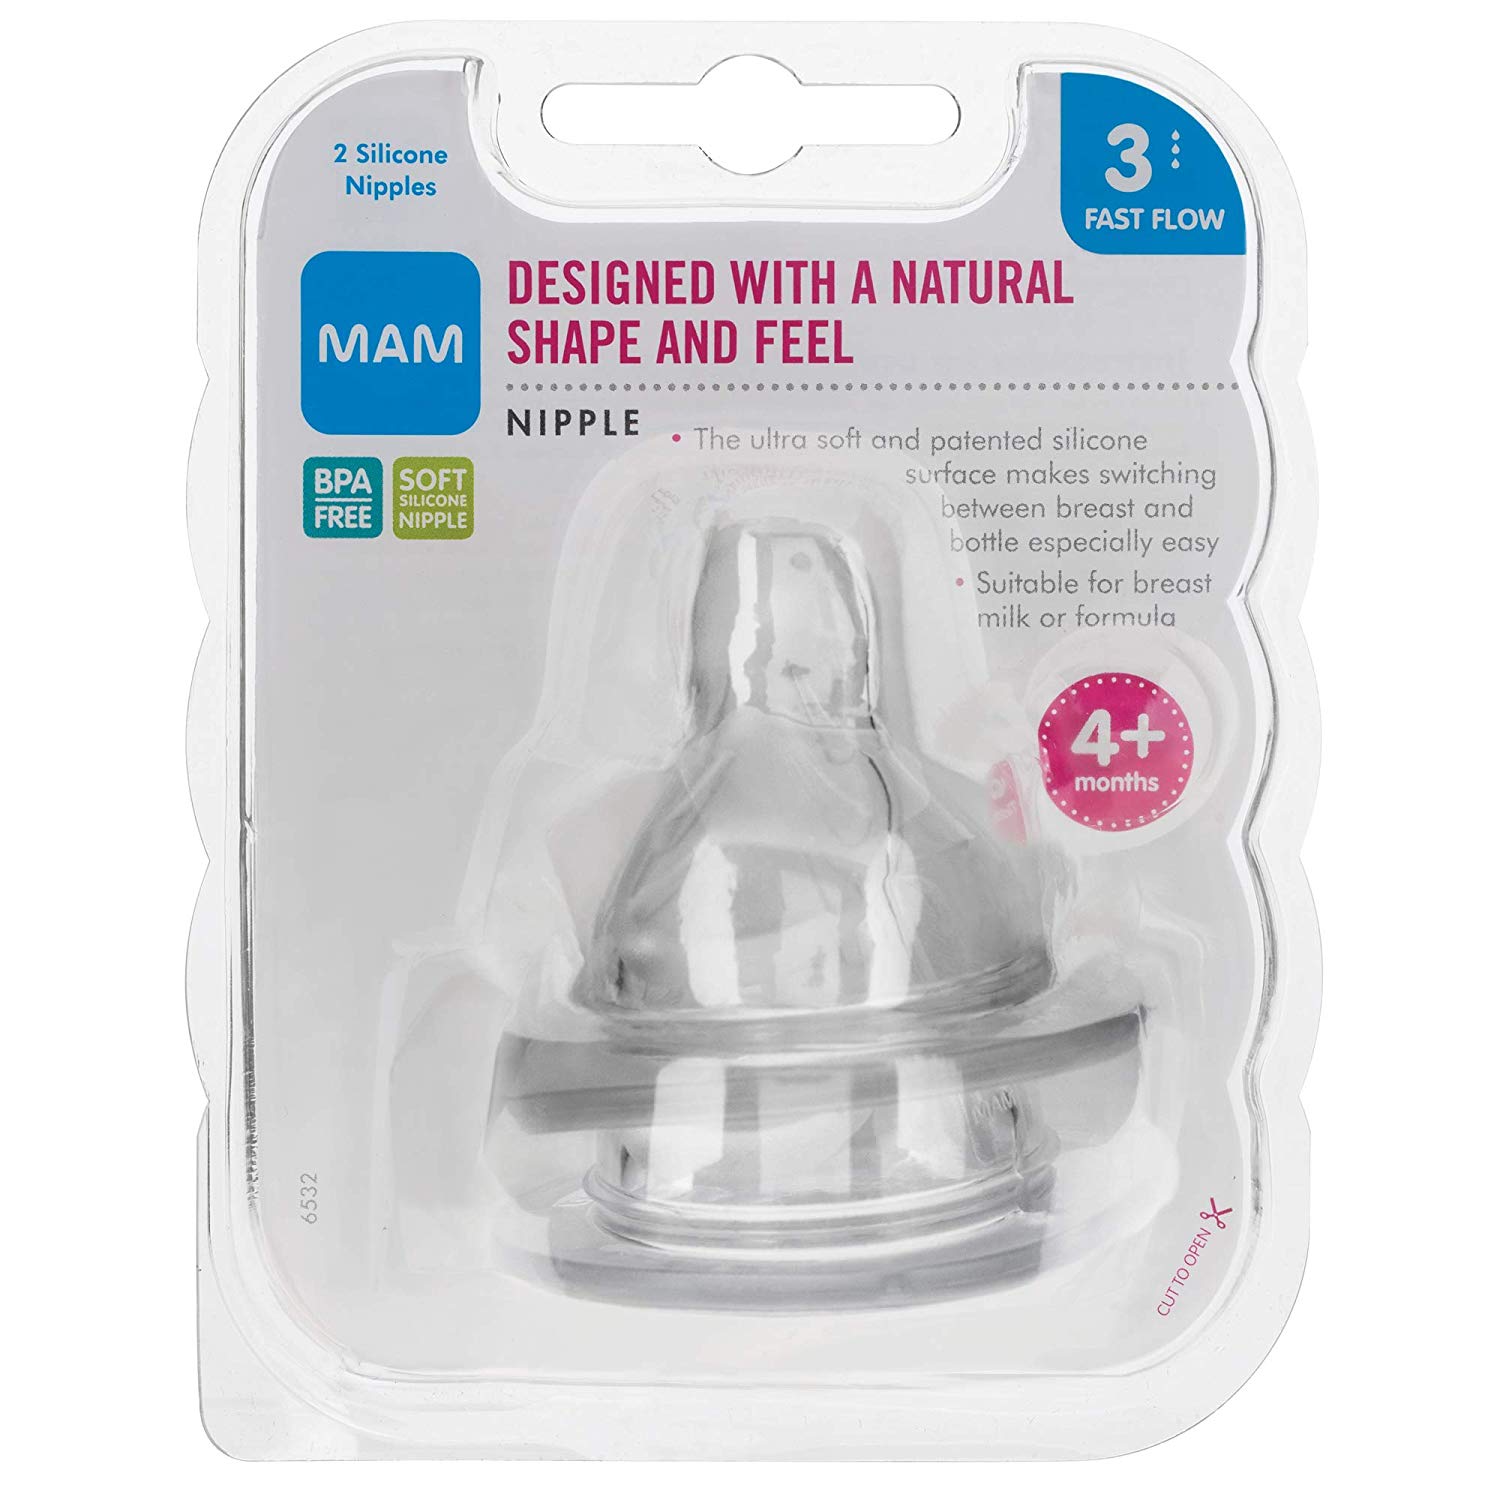 2 Silicone
Nipples
3
FAST FLOW
MAM
DESIGNED WITH A NATURAL
SHAPE AND FEEL
NIPPLE
BPA
FREE
SOFT
SILICONE
NIPPLE
• The ultra soft and patented silicone
surface makes switching
between breast and
bottle especially easy
• Suitable for breast
milk or formula
4+
months
MAM
6532
CUT TO OPEN